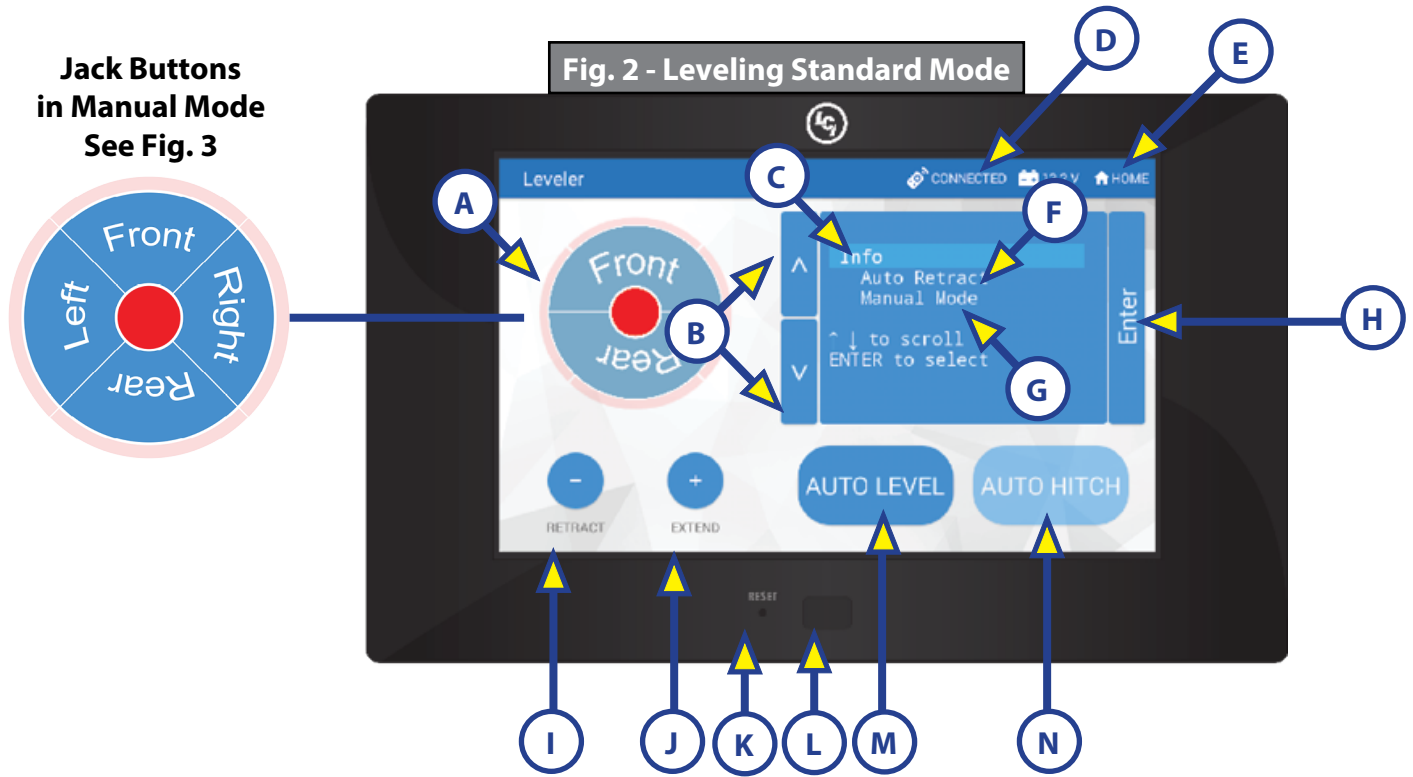 Jack Buttons
in Manual Mode
See Fig. 3
Front
Left
Right
Rear
Fig. 2 - Leveling Standard Mode
D
E
LCI
Leveler
CONNECTED
V
HOME
A
C
F
Front
Rear
B
^
v
Info
Auto Retract
Manual Mode
^ ↓ to scroll
ENTER to select
Enter
G
H
-
RETRACT
+
EXTEND
AUTO LEVEL
AUTO HITCH
RESET
I
J
K
L
M
N